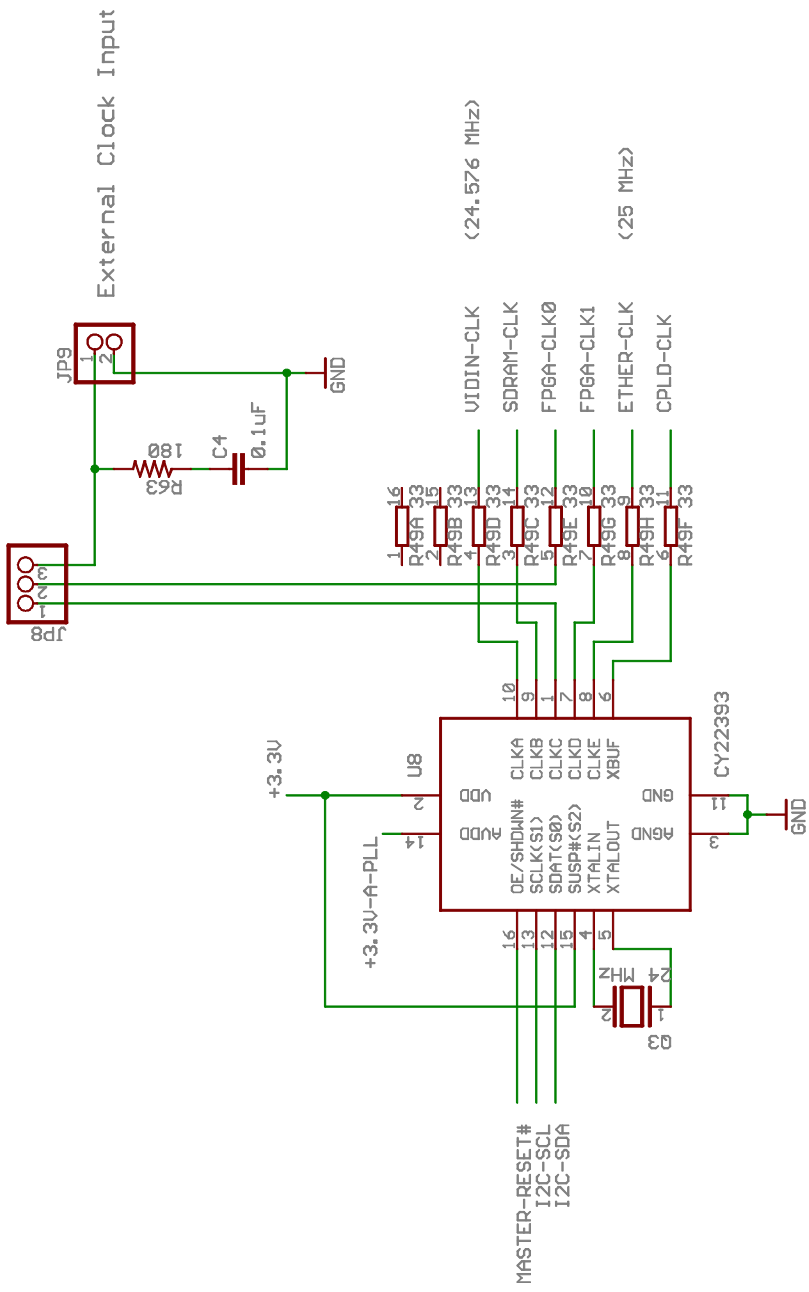 External Clock Input
JP9
1
2
GND
R63
180
C4
0.1uF
JP8
3
2
1
1
R49A
16
33
2
R49B
15
33
4
R49D
13
33
VIDIN-CLK
(24.576 MHz)
3
R49C
14
33
SDRAM-CLK
5
R49E
12
33
FPGA-CLK0
7
R49G
10
33
FPGA-CLK1
8
R49H
9
33
ETHER-CLK
(25 MHz)
6
R49F
11
33
CPLD-CLK
+3.3V
+3.3V-A-PLL
U8
CY22393
2
VDD
14
AVDD
GND
11
AGND
3
GND
16
OE/SHDWN#
13
SCLK(S1)
12
SDAT(S0)
15
SUSP#(S2)
4
XTALIN
5
XTALOUT
CLKA
10
CLKB
9
CLKC
1
CLKD
7
CLKE
8
XBUF
6
MASTER-RESET#
I2C-SCL
I2C-SDA
Q3
2
1
24
MHz